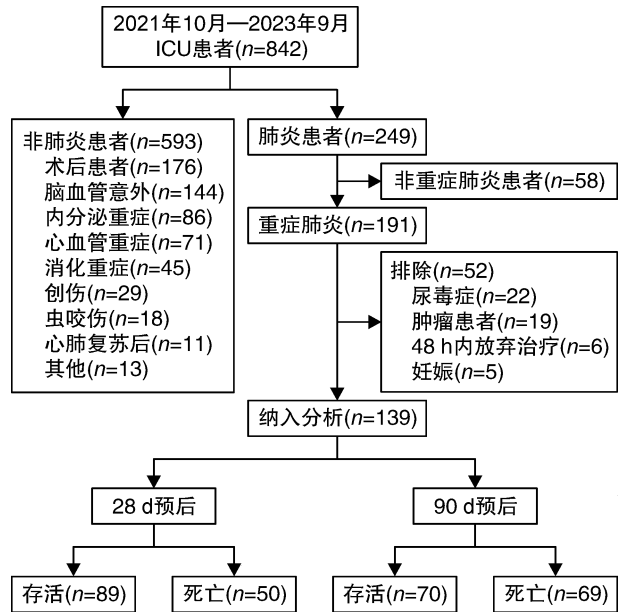 2021年10月—2023年9月
ICU患者(n=842)
非肺炎患者(n=593)
术后患者(n=176)
脑血管意外(n=144)
内分泌重症(n=86)
心血管重症(n=71)
消化重症(n=45)
创伤(n=29)
虫咬伤(n=18)
心肺复苏后(n=11)
其他(n=13)
肺炎患者(n=249)
非重症肺炎患者(n=58)
重症肺炎(n=191)
排除(n=52)
尿毒症(n=22)
肿瘤患者(n=19)
48 h内放弃治疗(n=6)
妊娠(n=5)
纳入分析(n=139)
28 d预后
90 d预后
存活(n=89)
死亡(n=50)
存活(n=70)
死亡(n=69)